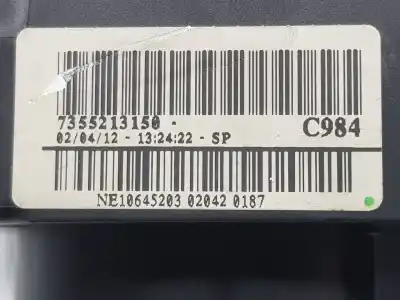 7355213150 -
C984
02/04/12 - 13:24:22 - SP
NE10645203 02042 0187